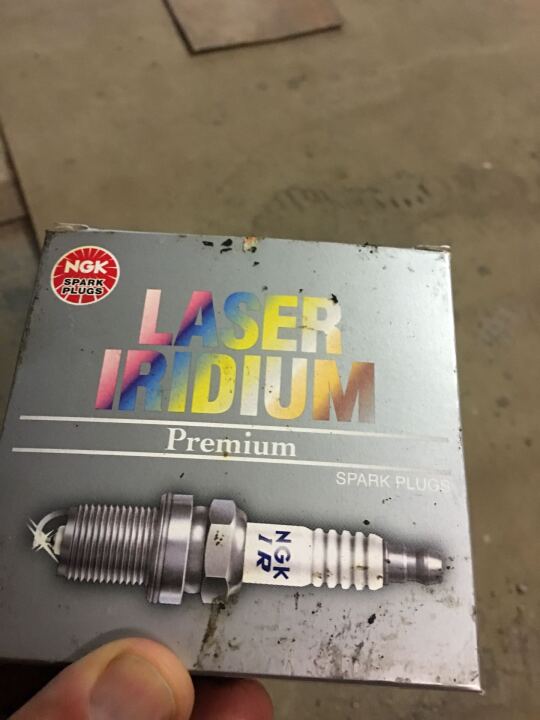 NGK
SPARK
PLUGS
LASER
IRIDIUM
Premium
SPARK PLUGS
NGK
IR